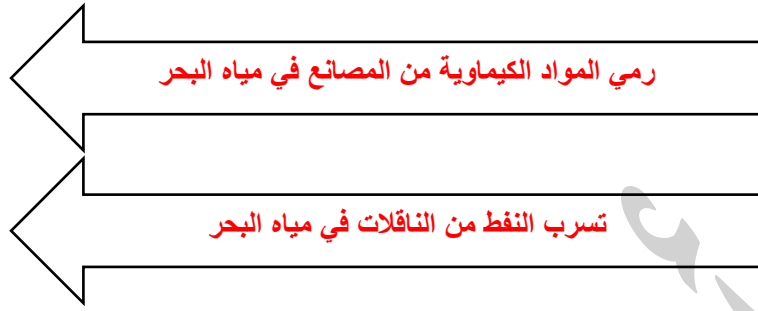 رمي المواد الكيماوية من المصانع في مياه البحر
تسرب النفط من الناقلات في مياه البحر